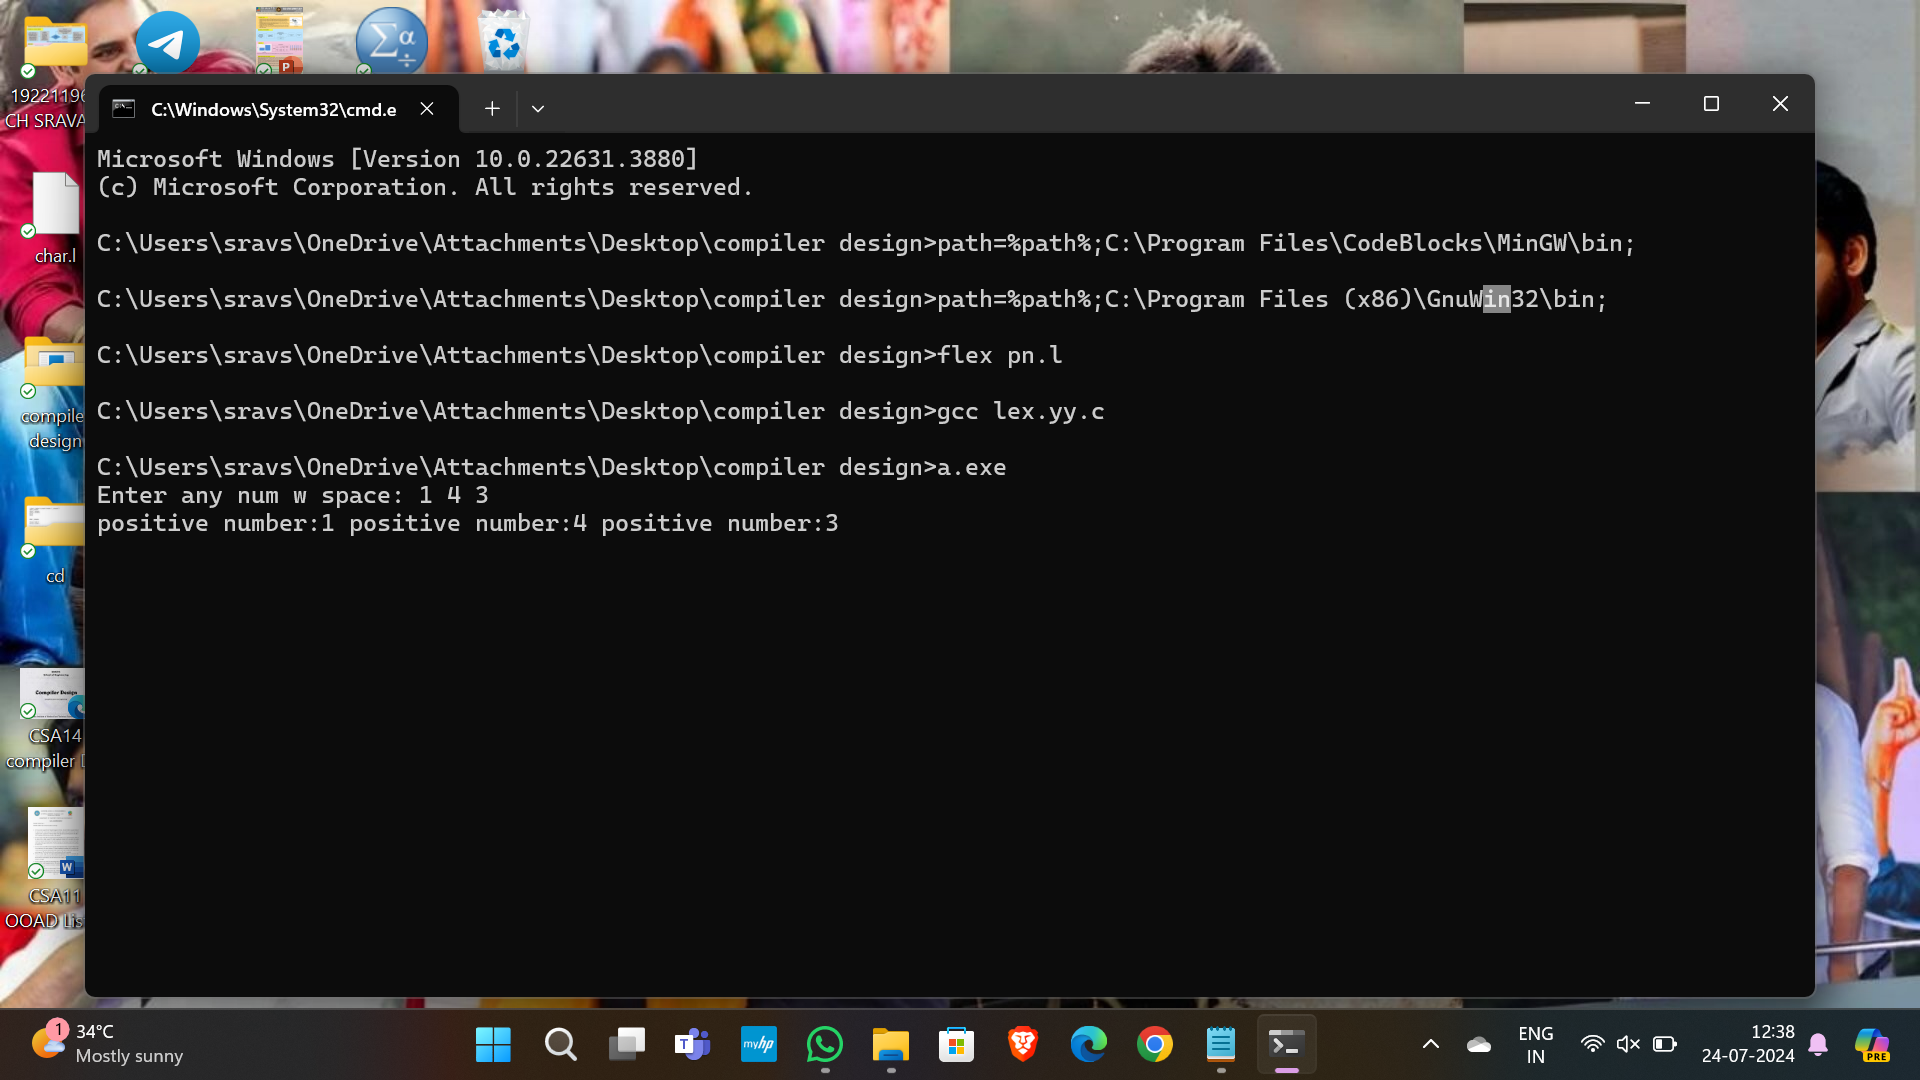 19221196
CH SRAVA
char.l
compile
design
cd
Compiler Design
CSA14
compiler
CSA11
OOAD Lis
C:\Windows\System32\cmd.e
Microsoft Windows [Version 10.0.22631.3880]
(c) Microsoft Corporation. All rights reserved.
C:\Users\sravs\OneDrive\Attachments\Desktop\compiler design>path=%path%;C:\Program Files\CodeBlocks\MinGW\bin;
C:\Users\sravs\OneDrive\Attachments\Desktop\compiler design>path=%path%;C:\Program Files (x86)\GnuWin32\bin;
C:\Users\sravs\OneDrive\Attachments\Desktop\compiler design>flex pn.l
C:\Users\sravs\OneDrive\Attachments\Desktop\compiler design>gcc lex.yy.c
C:\Users\sravs\OneDrive\Attachments\Desktop\compiler design>a.exe
Enter any num w space: 1 4 3
positive number:1 positive number:4 positive number:3
1
34°C
Mostly sunny
myhp
ENG
IN
12:38
24-07-2024
PRE